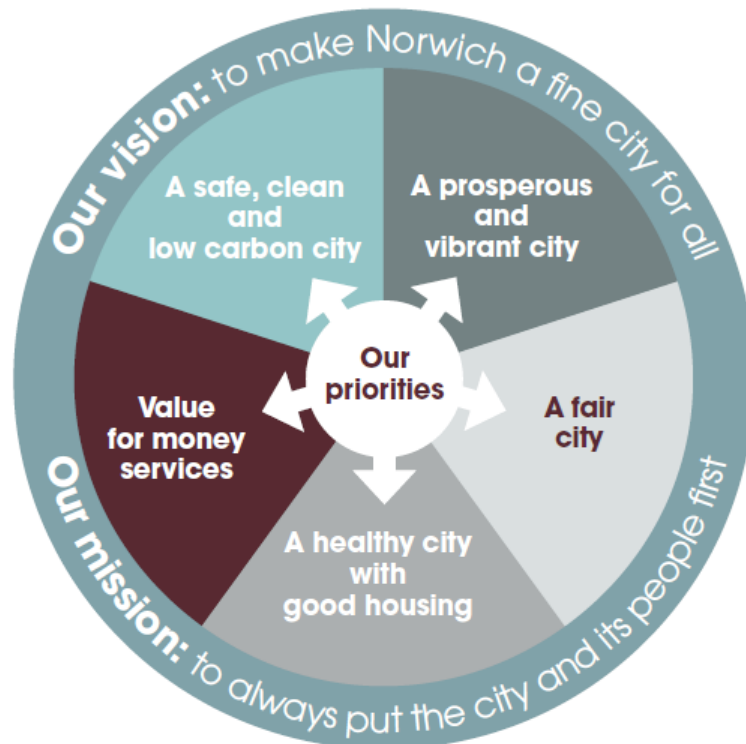 Our vision: to make Norwich a fine city for all
A safe, clean
and
low carbon city
A prosperous
and
vibrant city
Our
priorities
Value
for money
services
A fair
city
A healthy city
with
good housing
Our mission: to always put the city and its people first